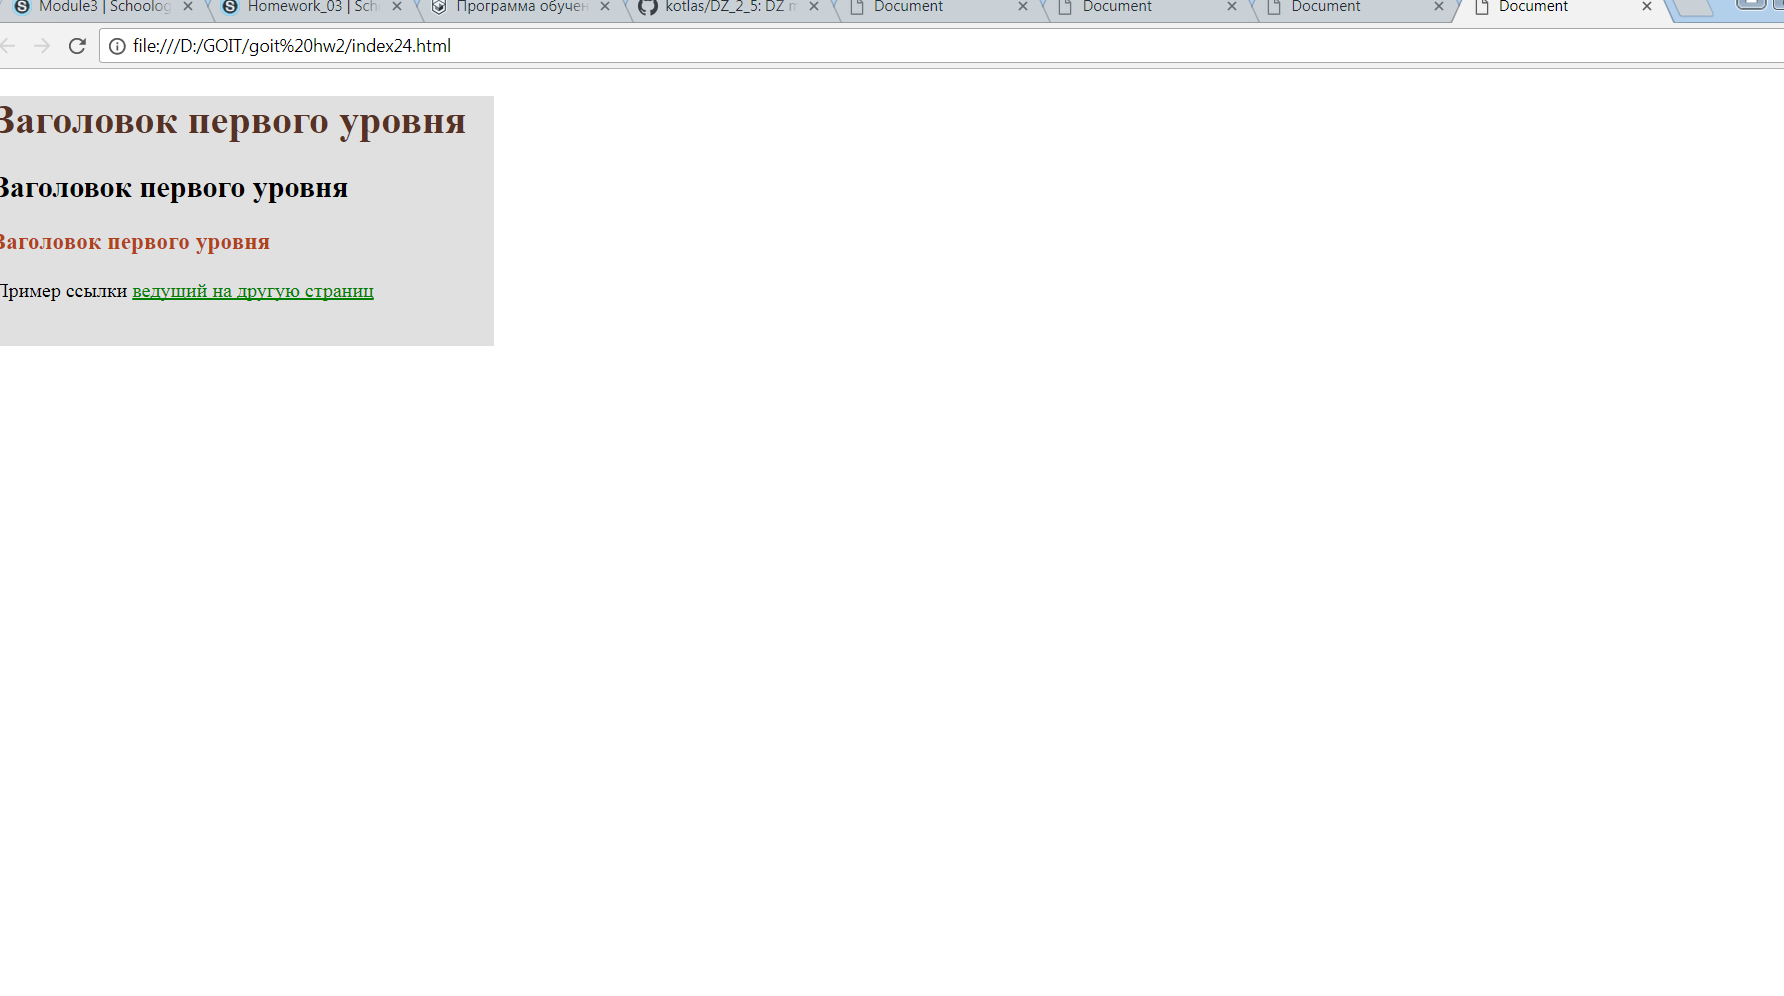 Module3 | Schoolog
Homework_03 | Sch
Программа обучен
kotlas/DZ_2_5: DZ m
Document
Document
Document
Document
file:///D:/GOIT/goit%20hw2/index24.html
Заголовок первого уровня
Заголовок первого уровня
Заголовок первого уровня
Пример ссылки ведуший на другую страниц